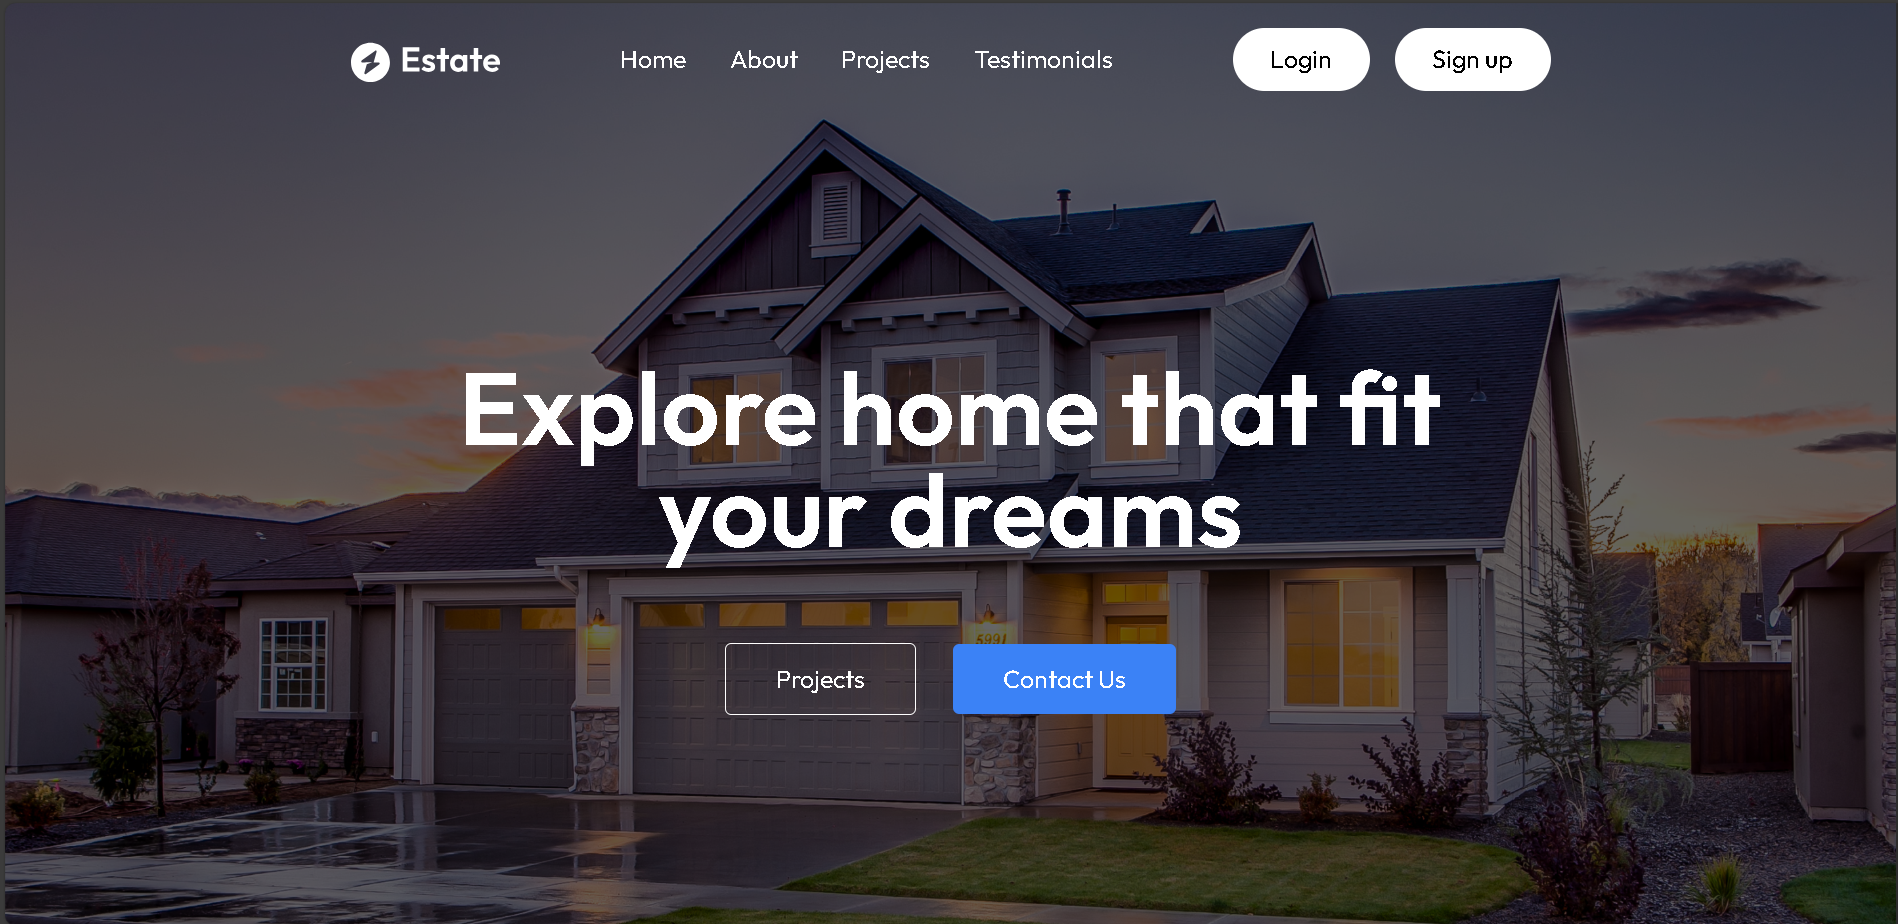 Estate
Home About Projects Testimonials
Login Sign up
Explore home that fit
your dreams
5991
Projects Contact Us